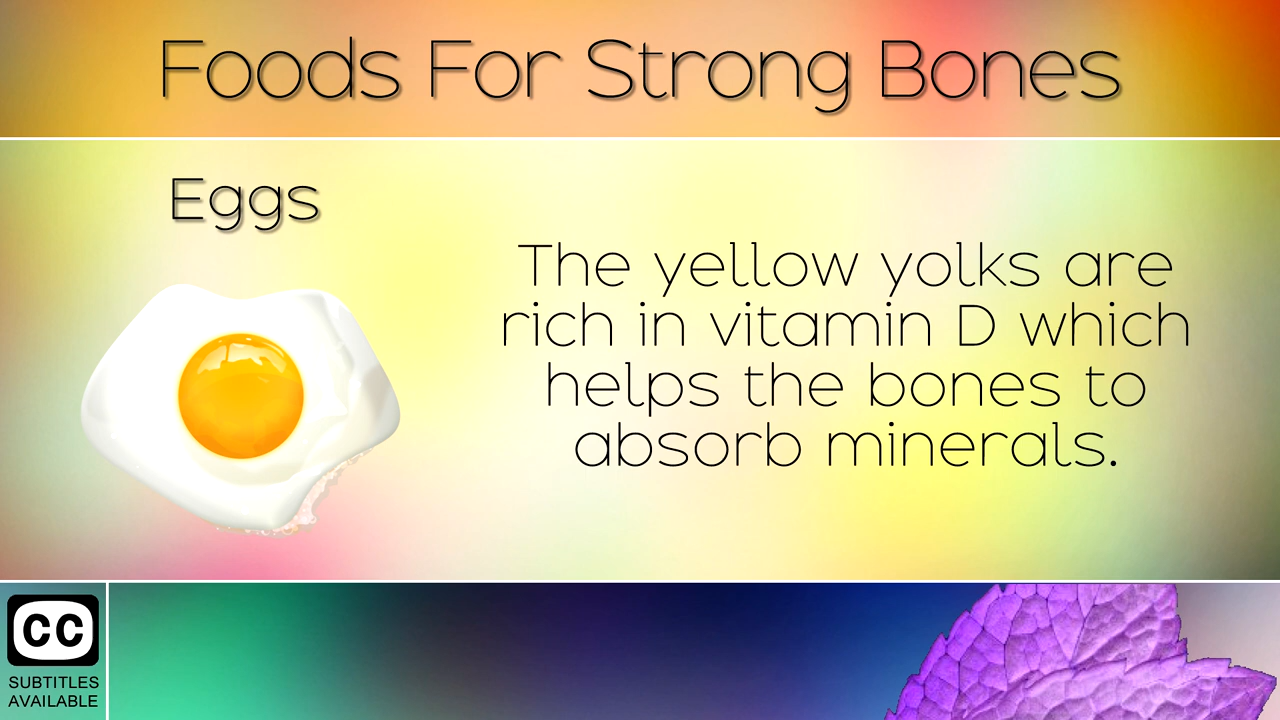 Foods For Strong Bones
Eggs
The yellow yolks are
rich in vitamin D which
helps the bones to
absorb minerals.
CC
SUBTITLES
AVAILABLE